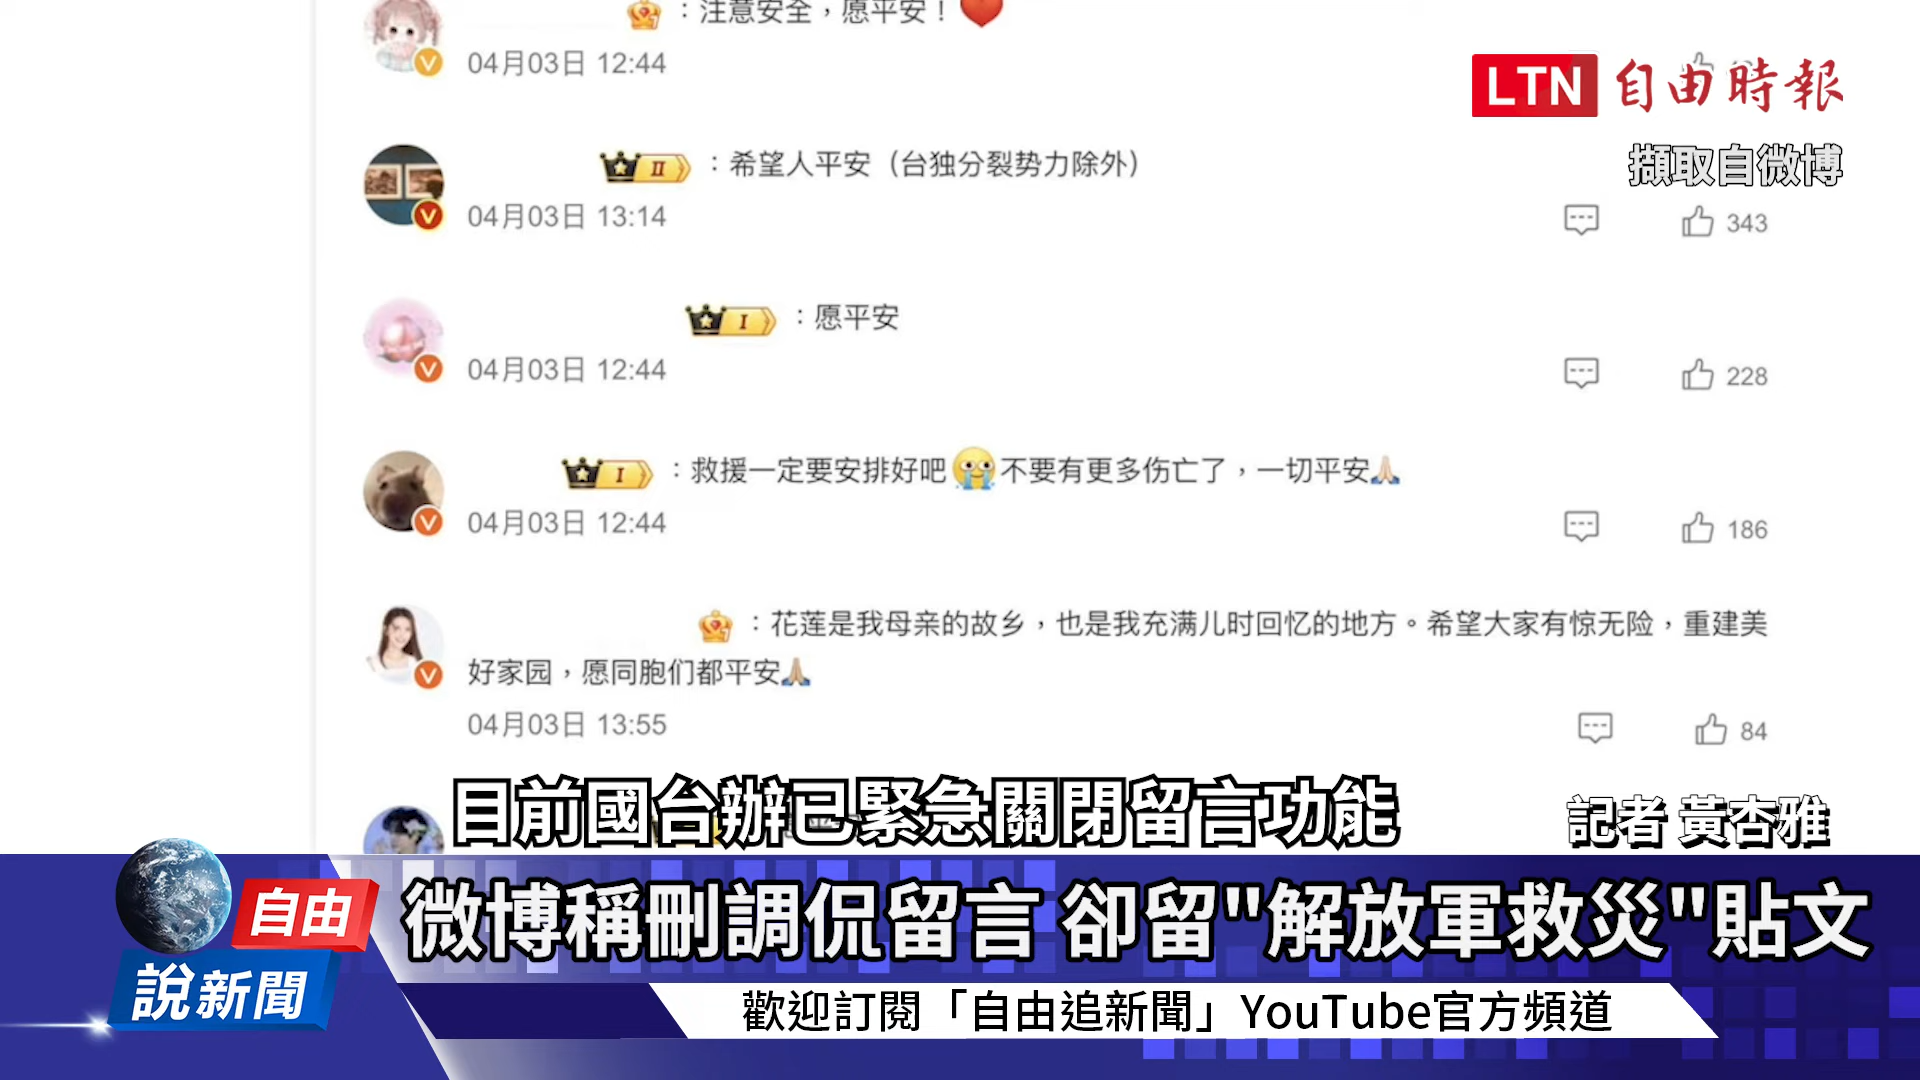 ：注意安全，愿平安！
04月03日 12:44
LTN 自由時報
擷取自微博
II ：希望人平安（台独分裂势力除外）
04月03日 13:14
343
I ：愿平安
04月03日 12:44
228
I ：救援一定要安排好吧 不要有更多伤亡了，一切平安
04月03日 12:44
186
：花莲是我母亲的故乡，也是我充满儿时回忆的地方。希望大家有惊无险，重建美
好家园，愿同胞们都平安
04月03日 13:55
84
目前國台辦已緊急關閉留言功能
記者 黃杏雅
自由
說新聞
微博稱刪調侃留言 卻留"解放軍救災"貼文
歡迎訂閱「自由追新聞」YouTube官方頻道